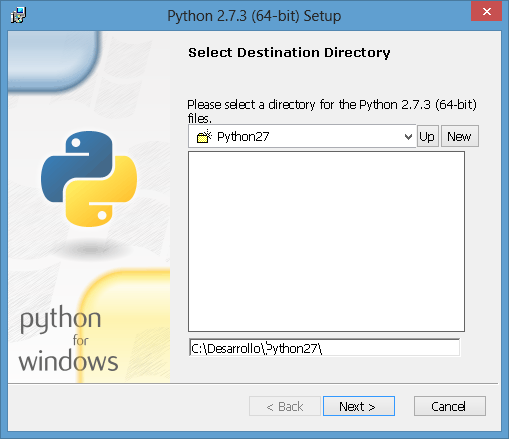 Python 2.7.3 (64-bit) Setup
Select Destination Directory
Please select a directory for the Python 2.7.3 (64-bit)
files.
Python27
Up
New
C:\Desarrollo\Python27\
python
for
windows
< Back
Next >
Cancel